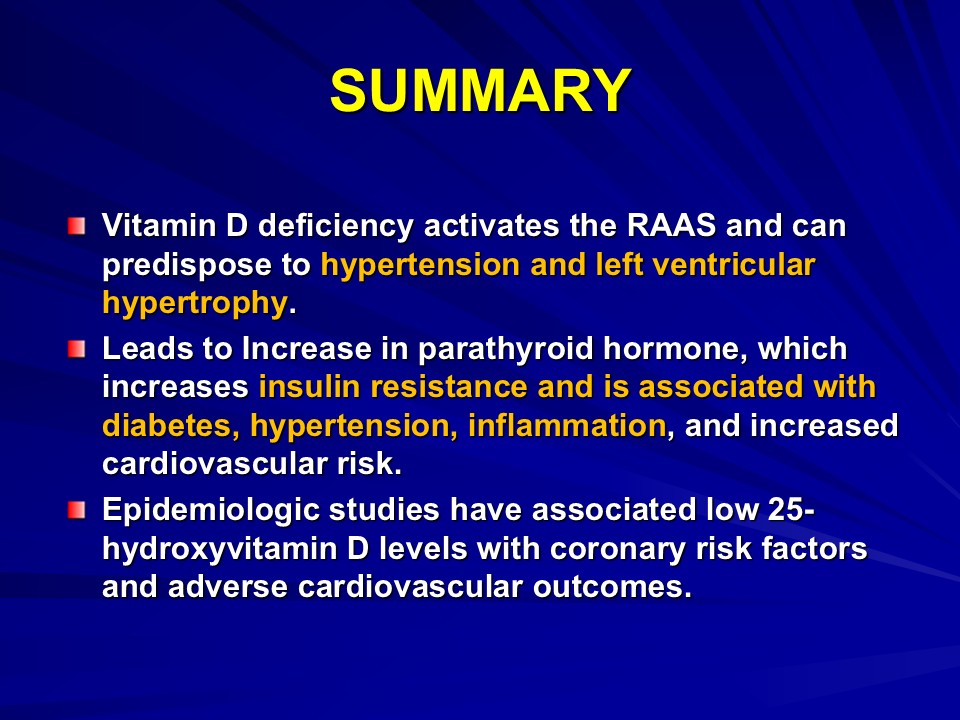 SUMMARY
Vitamin D deficiency activates the RAAS and can
predispose to hypertension and left ventricular
hypertrophy.
Leads to Increase in parathyroid hormone, which
increases insulin resistance and is associated with
diabetes, hypertension, inflammation, and increased
cardiovascular risk.
Epidemiologic studies have associated low 25-
hydroxyvitamin D levels with coronary risk factors
and adverse cardiovascular outcomes.